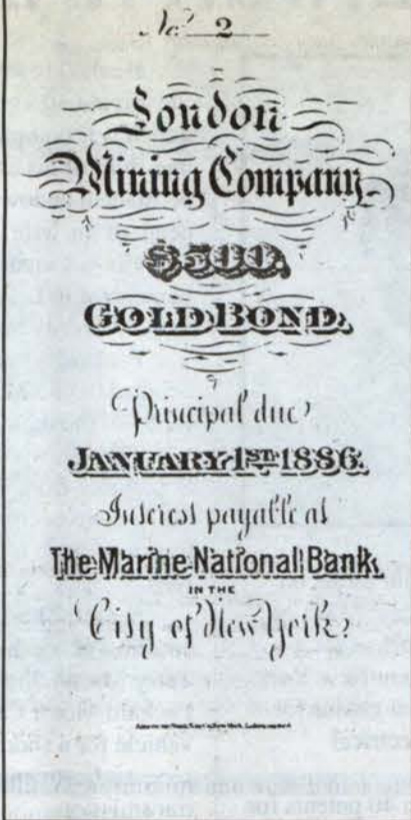 No. 2
London
Mining Company
$500.
GOLD BOND.
Principal due
JANUARY 1ST 1886.
Interest payable at
The Marine National Bank,
IN THE
City of New York.